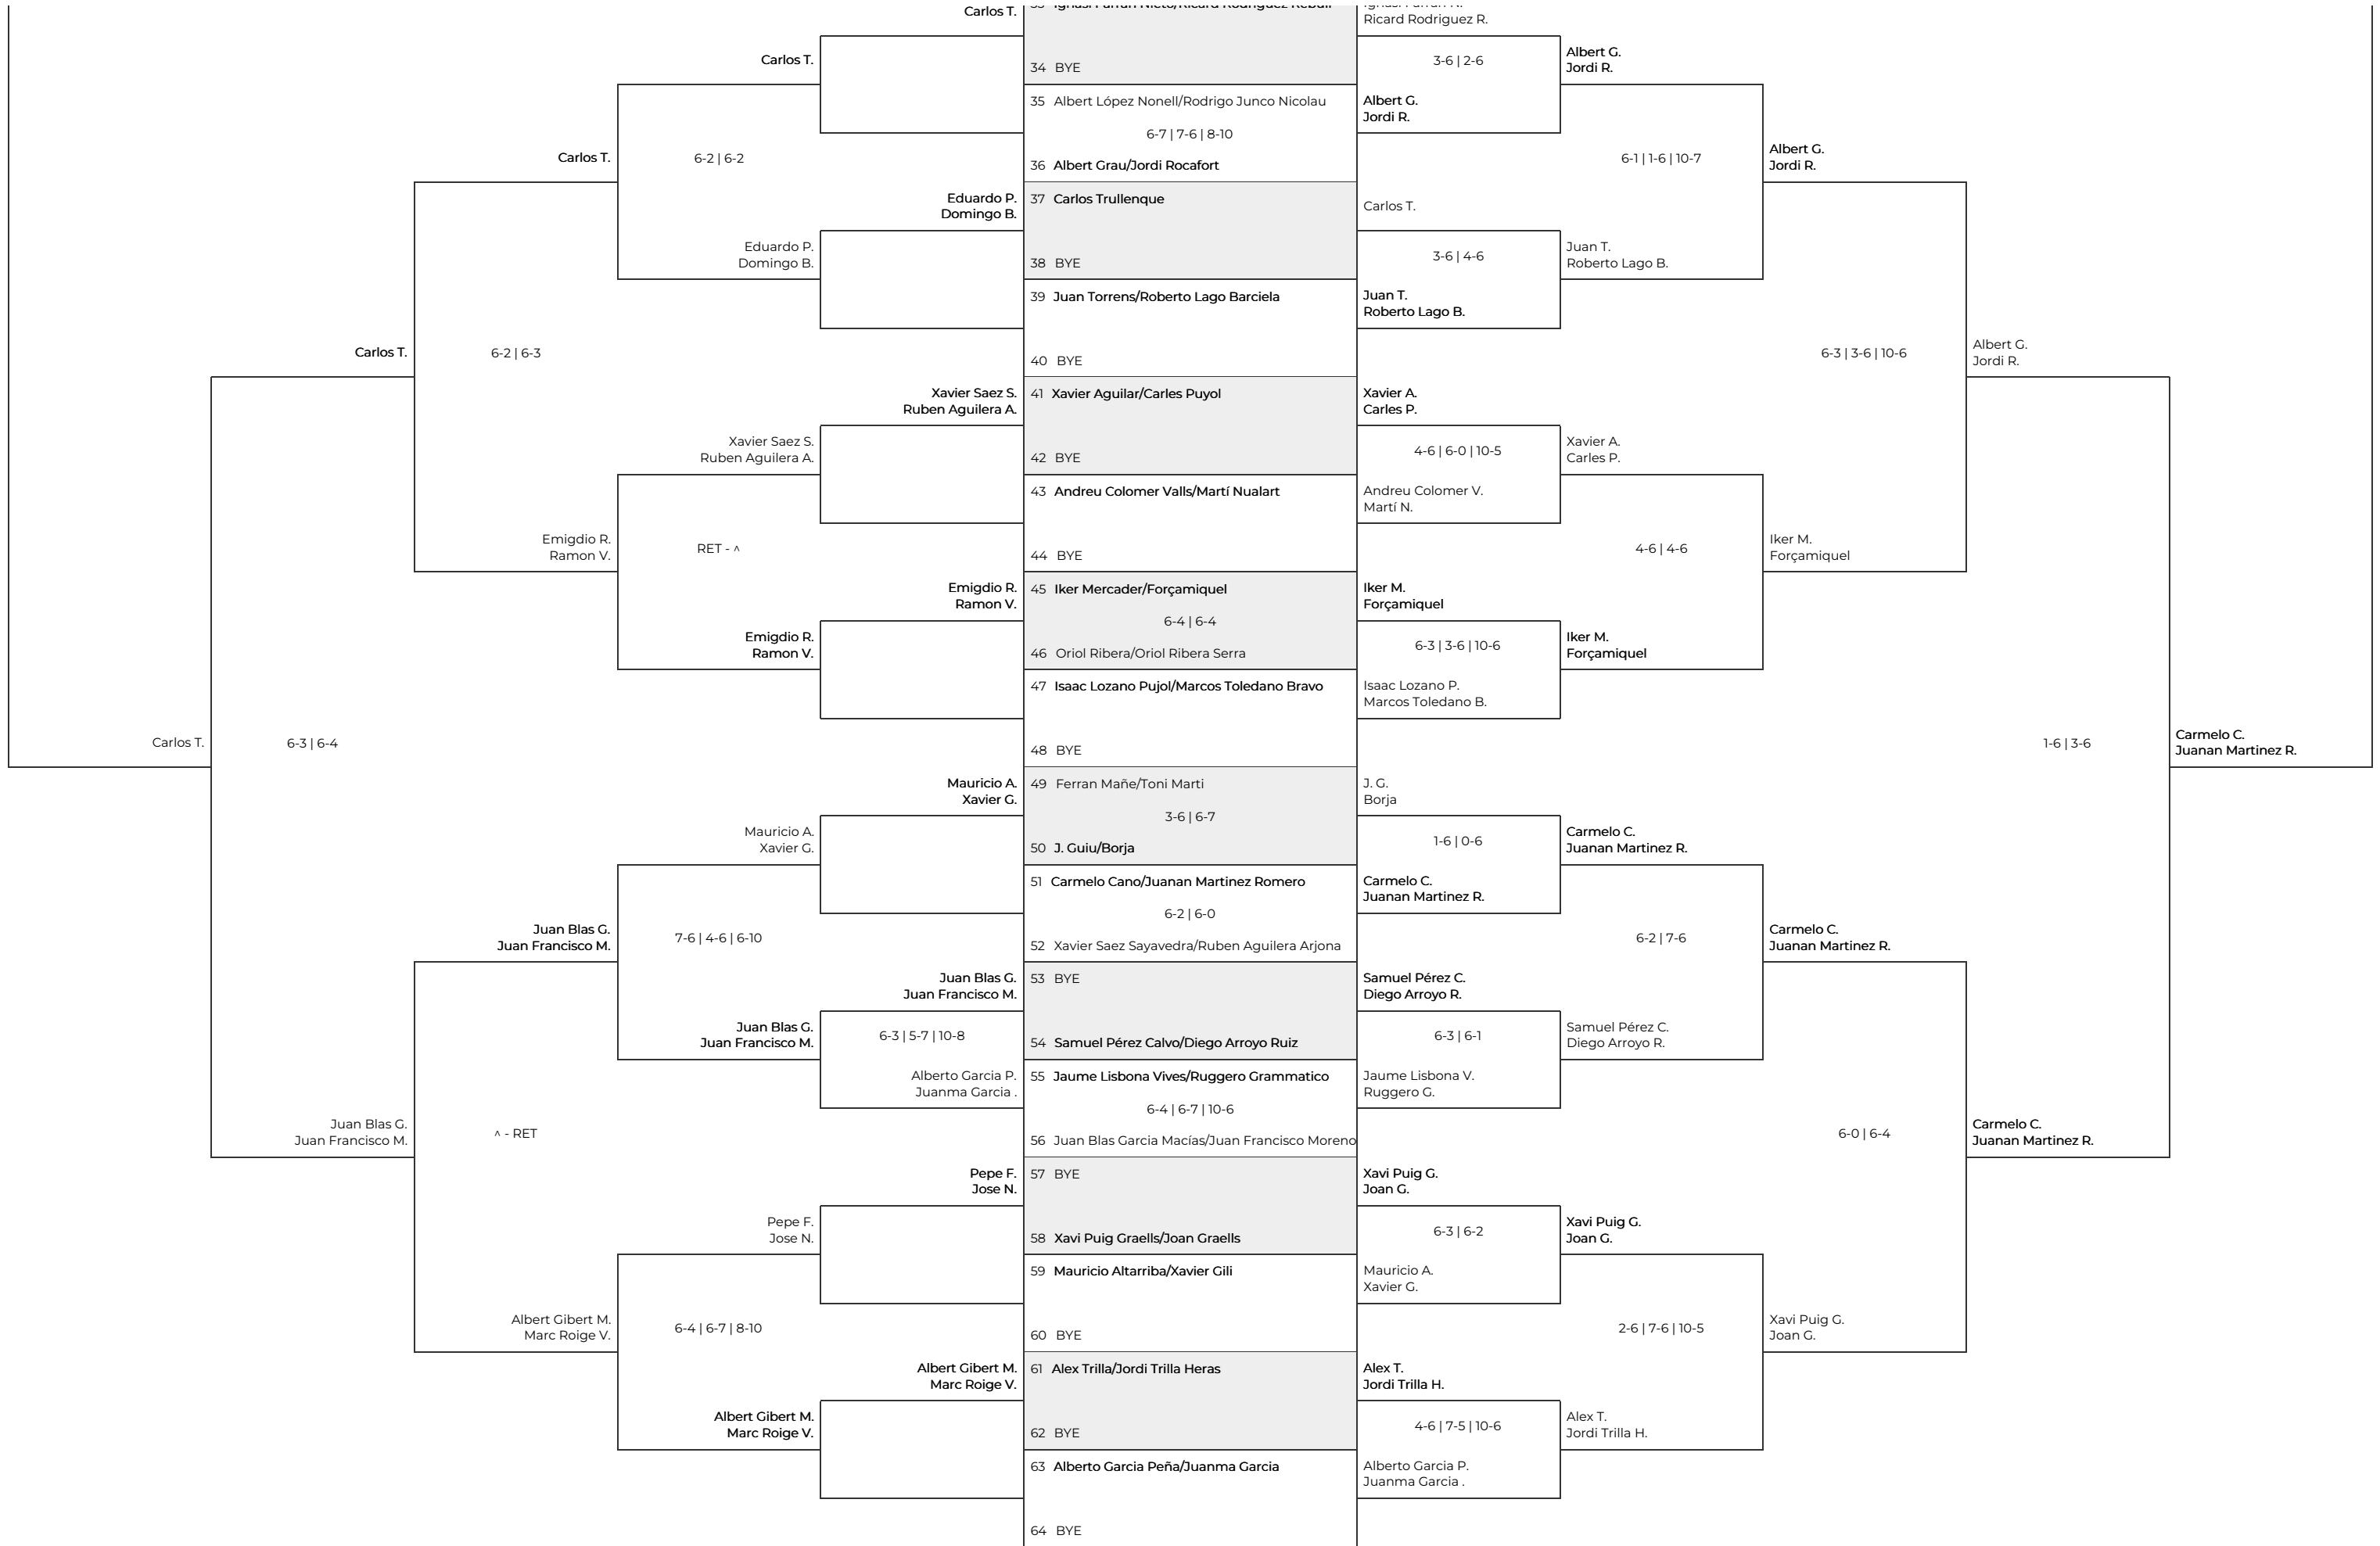 Carlos T.
33 Ignasi Farran Nieto/Ricard Rodriguez Rebull
Ignasi Farran N.
Ricard Rodriguez R.
Carlos T.
34 BYE
3-6 | 2-6
Albert G.
Jordi R.
35 Albert López Nonell/Rodrigo Junco Nicolau
Albert G.
Jordi R.
6-7 | 7-6 | 8-10
Carlos T.
6-2 | 6-2
36 Albert Grau/Jordi Rocafort
6-1 | 1-6 | 10-7
Albert G.
Jordi R.
Eduardo P.
Domingo B.
37 Carlos Trullenque
Carlos T.
Eduardo P.
Domingo B.
38 BYE
3-6 | 4-6
Juan T.
Roberto Lago B.
39 Juan Torrens/Roberto Lago Barciela
Juan T.
Roberto Lago B.
Carlos T.
6-2 | 6-3
40 BYE
6-3 | 3-6 | 10-6
Albert G.
Jordi R.
Xavier Saez S.
Ruben Aguilera A.
41 Xavier Aguilar/Carles Puyol
Xavier A.
Carles P.
Xavier Saez S.
Ruben Aguilera A.
42 BYE
4-6 | 6-0 | 10-5
Xavier A.
Carles P.
43 Andreu Colomer Valls/Martí Nualart
Andreu Colomer V.
Martí N.
Emigdio R.
Ramon V.
RET - ^
44 BYE
4-6 | 4-6
Iker M.
Forçamiquel
Emigdio R.
Ramon V.
45 Iker Mercader/Forçamiquel
Iker M.
Forçamiquel
6-4 | 6-4
Emigdio R.
Ramon V.
46 Oriol Ribera/Oriol Ribera Serra
6-3 | 3-6 | 10-6
Iker M.
Forçamiquel
47 Isaac Lozano Pujol/Marcos Toledano Bravo
Isaac Lozano P.
Marcos Toledano B.
Carlos T.
6-3 | 6-4
48 BYE
1-6 | 3-6
Carmelo C.
Juanan Martinez R.
Mauricio A.
Xavier G.
49 Ferran Mañe/Toni Marti
J. G.
Borja
3-6 | 6-7
Mauricio A.
Xavier G.
50 J. Guiu/Borja
1-6 | 0-6
Carmelo C.
Juanan Martinez R.
51 Carmelo Cano/Juanan Martinez Romero
Carmelo C.
Juanan Martinez R.
6-2 | 6-0
Juan Blas G.
Juan Francisco M.
7-6 | 4-6 | 6-10
52 Xavier Saez Sayavedra/Ruben Aguilera Arjona
6-2 | 7-6
Carmelo C.
Juanan Martinez R.
Juan Blas G.
Juan Francisco M.
53 BYE
Samuel Pérez C.
Diego Arroyo R.
Juan Blas G.
Juan Francisco M.
6-3 | 5-7 | 10-8
54 Samuel Pérez Calvo/Diego Arroyo Ruiz
6-3 | 6-1
Samuel Pérez C.
Diego Arroyo R.
Alberto Garcia P.
Juanma Garcia .
55 Jaume Lisbona Vives/Ruggero Grammatico
Jaume Lisbona V.
Ruggero G.
6-4 | 6-7 | 10-6
Juan Blas G.
Juan Francisco M.
^ - RET
56 Juan Blas Garcia Macías/Juan Francisco Moreno
6-0 | 6-4
Carmelo C.
Juanan Martinez R.
Pepe F.
Jose N.
57 BYE
Xavi Puig G.
Joan G.
Pepe F.
Jose N.
58 Xavi Puig Graells/Joan Graells
6-3 | 6-2
Xavi Puig G.
Joan G.
59 Mauricio Altarriba/Xavier Gili
Mauricio A.
Xavier G.
Albert Gibert M.
Marc Roige V.
6-4 | 6-7 | 8-10
60 BYE
2-6 | 7-6 | 10-5
Xavi Puig G.
Joan G.
Albert Gibert M.
Marc Roige V.
61 Alex Trilla/Jordi Trilla Heras
Alex T.
Jordi Trilla H.
Albert Gibert M.
Marc Roige V.
62 BYE
4-6 | 7-5 | 10-6
Alex T.
Jordi Trilla H.
63 Alberto Garcia Peña/Juanma Garcia
Alberto Garcia P.
Juanma Garcia .
64 BYE